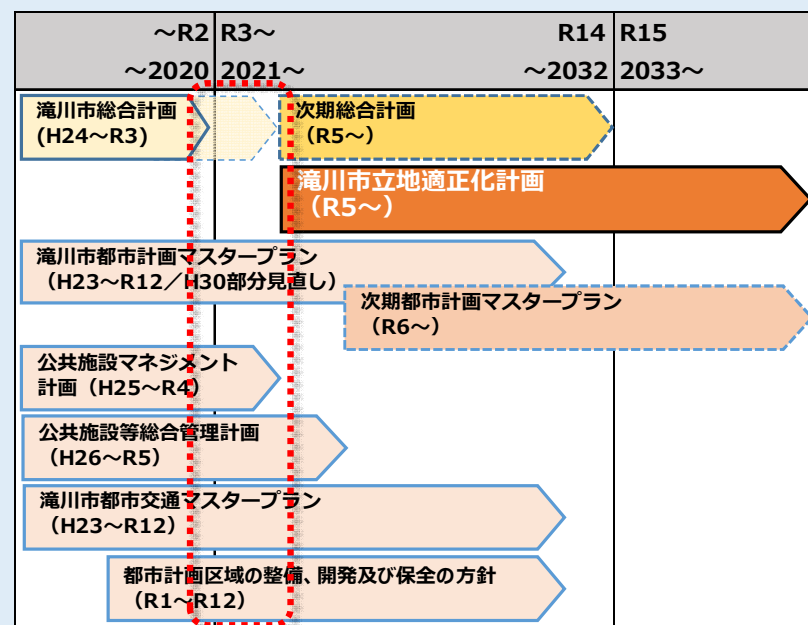 ～R2 R3～ R14 R15
～2020 2021～ ～2032 2033～
滝川市総合計画
(H24～R3)
次期総合計画
(R5～)
滝川市立地適正化計画
（R5～）
滝川市都市計画マスタープラン
（H23～R12／H30部分見直し）
次期都市計画マスタープラン
（R6～）
公共施設マネジメント
計画（H25～R4）
公共施設等総合管理計画
（H26～R5）
滝川市都市交通マスタープラン
（H23～R12）
都市計画区域の整備、開発及び保全の方針
（R1～R12）